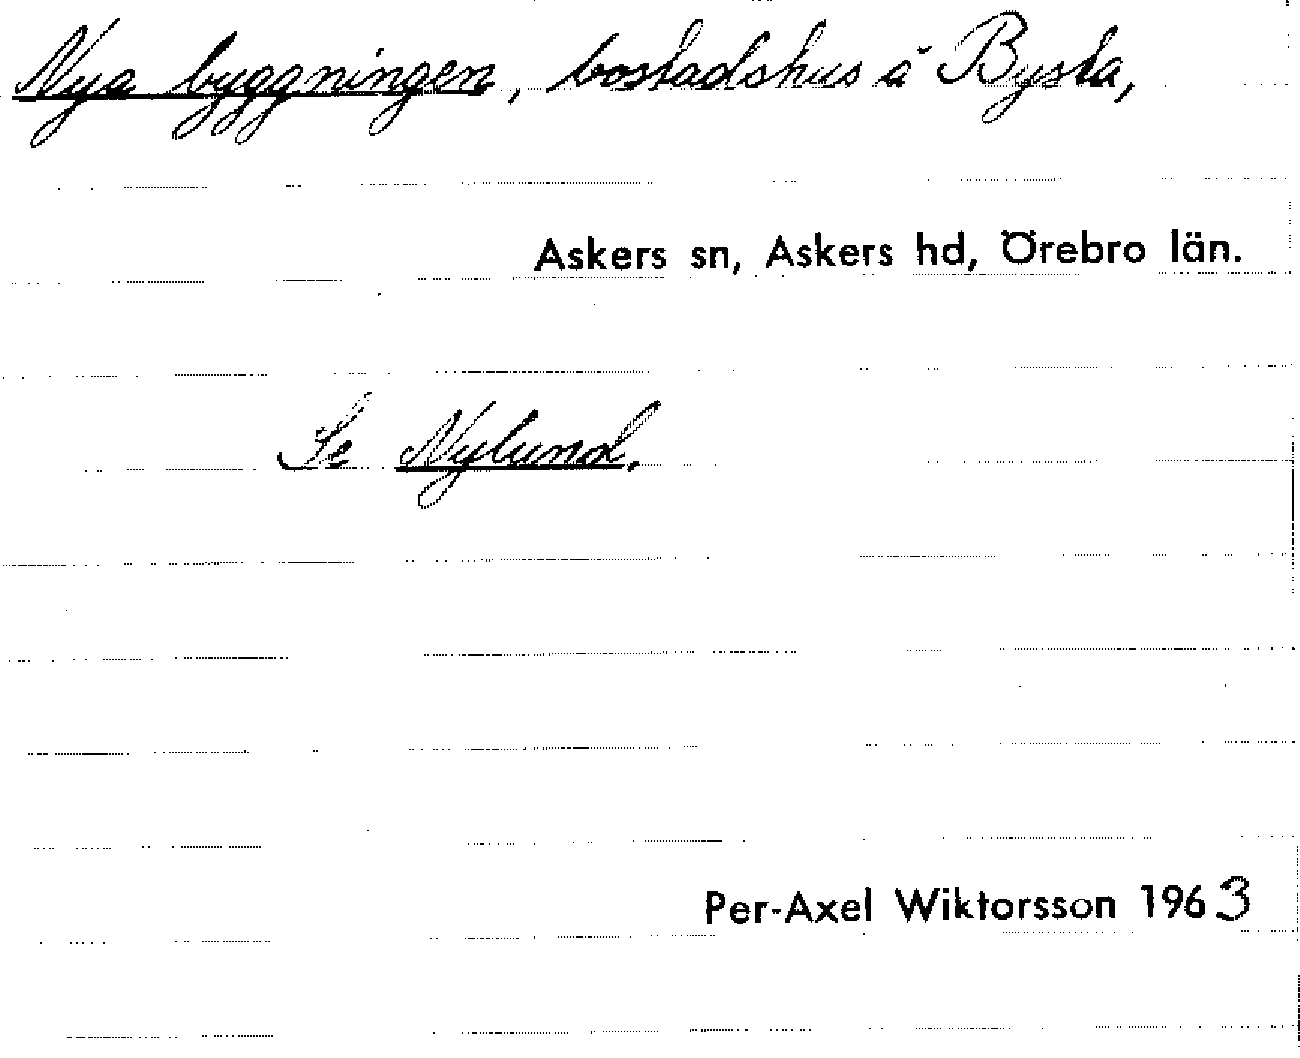 Nya byggningen, bostadshus å Bysta,
Askers sn, Askers hd, Örebro län.
Se Nylund.
Per-Axel Wiktorsson 1963